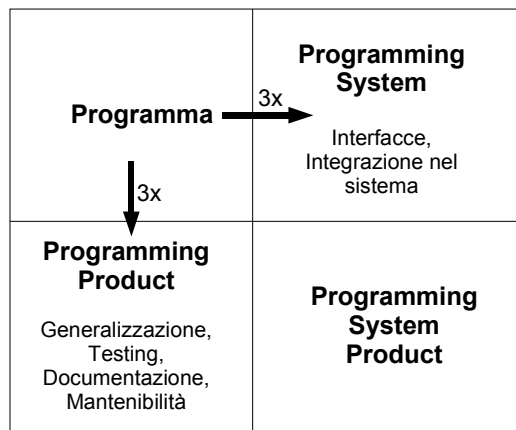 Programma
3x
Programming
System
Interfacce,
Integrazione nel
sistema
3x
Programming
Product
Generalizzazione,
Testing,
Documentazione,
Mantenibilità
Programming
System
Product